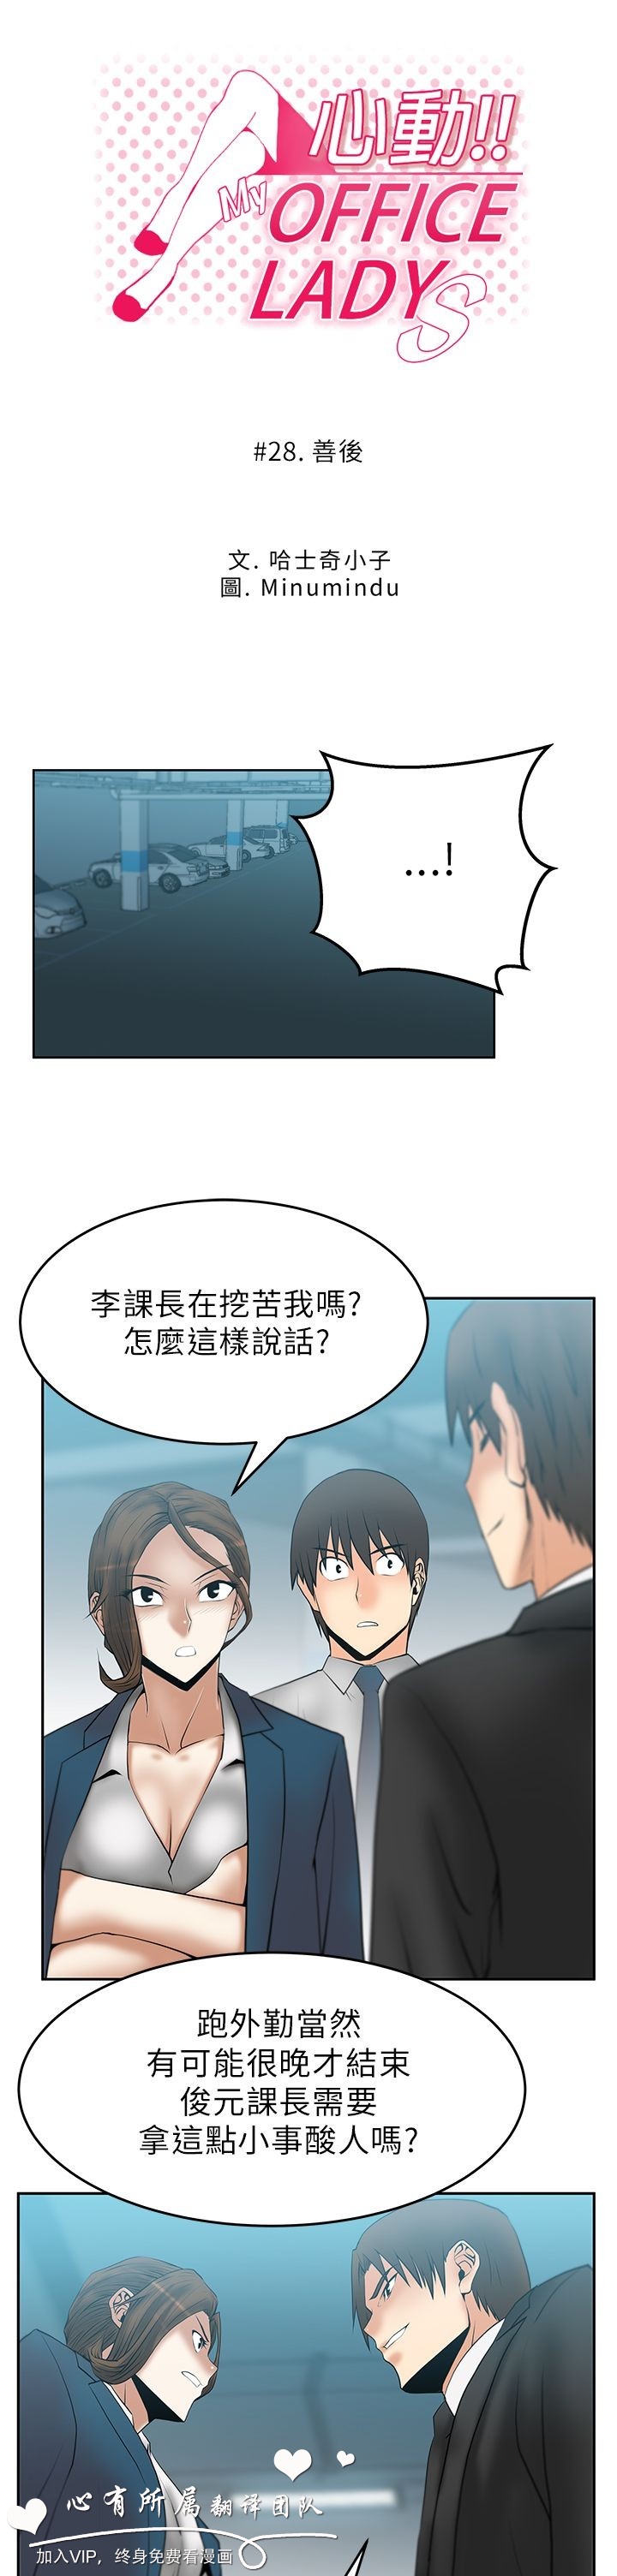 心動!!
My OFFICE
LADYS
#28. 善後
文. 哈士奇小子
圖. Minumindu
...!
李課長在挖苦我嗎?
怎麼這樣說話?
跑外勤當然
有可能很晚才結束
俊元課長需要
拿這點小事酸人嗎?
心有所属翻译团队
加入VIP，终身免费看漫画